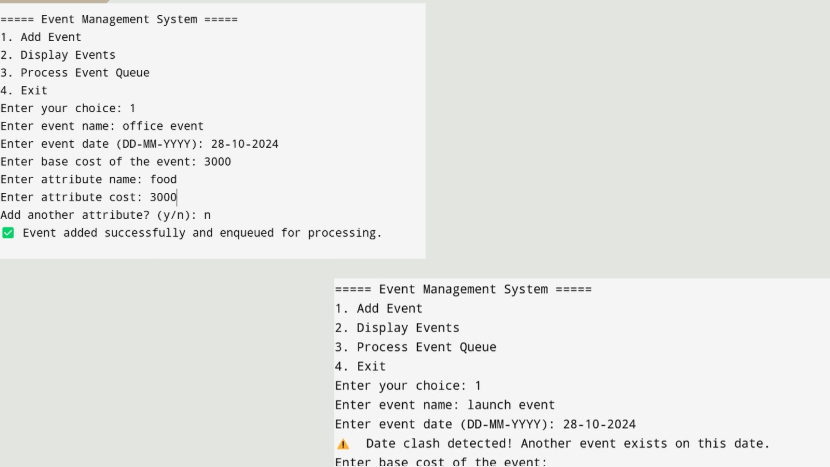 ===== Event Management System =====
1. Add Event
2. Display Events
3. Process Event Queue
4. Exit
Enter your choice: 1
Enter event name: office event
Enter event date (DD-MM-YYYY): 28-10-2024
Enter base cost of the event: 3000
Enter attribute name: food
Enter attribute cost: 3000
Add another attribute? (y/n): n
✅ Event added successfully and enqueued for processing.
===== Event Management System =====
1. Add Event
2. Display Events
3. Process Event Queue
4. Exit
Enter your choice: 1
Enter event name: launch event
Enter event date (DD-MM-YYYY): 28-10-2024
⚠️ Date clash detected! Another event exists on this date.
Enter base cost of the event: